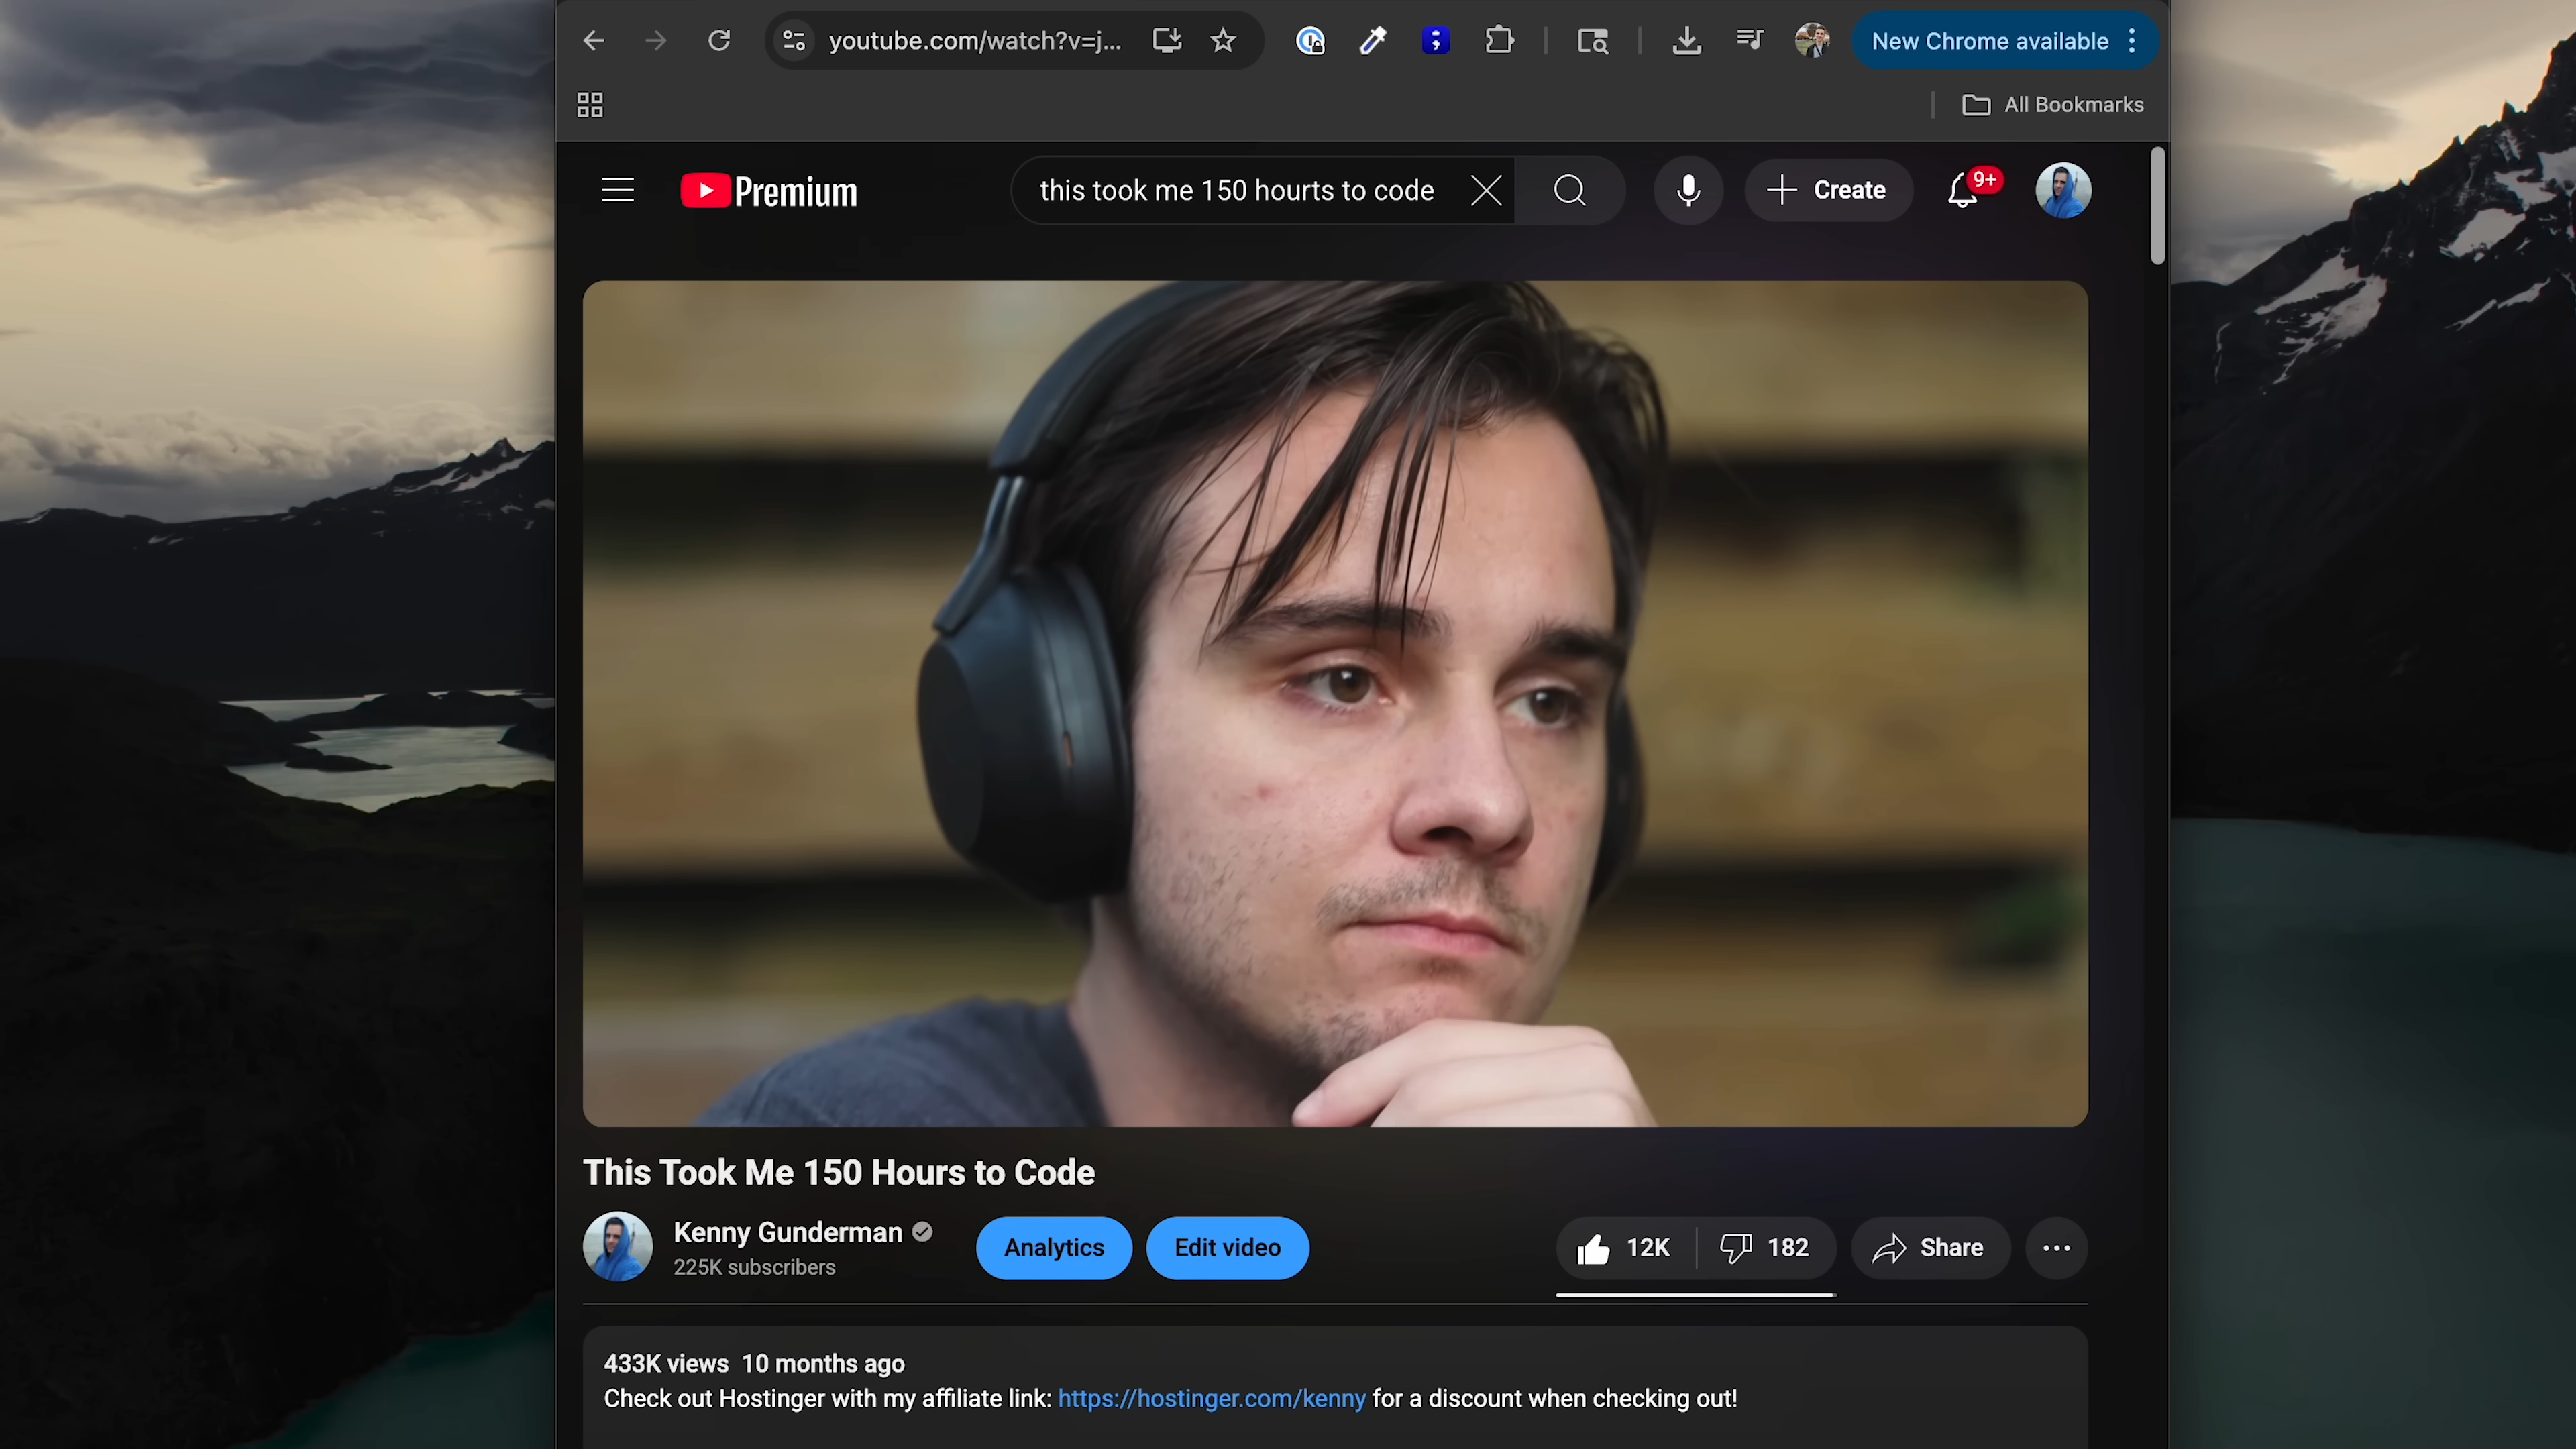 youtube.com/watch?v=j...
New Chrome available
All Bookmarks
Premium
this took me 150 hourts to code
Create
9+
This Took Me 150 Hours to Code
Kenny Gunderman
225K subscribers
Analytics
Edit video
12K
182
Share
433K views 10 months ago
Check out Hostinger with my affiliate link: https://hostinger.com/kenny for a discount when checking out!